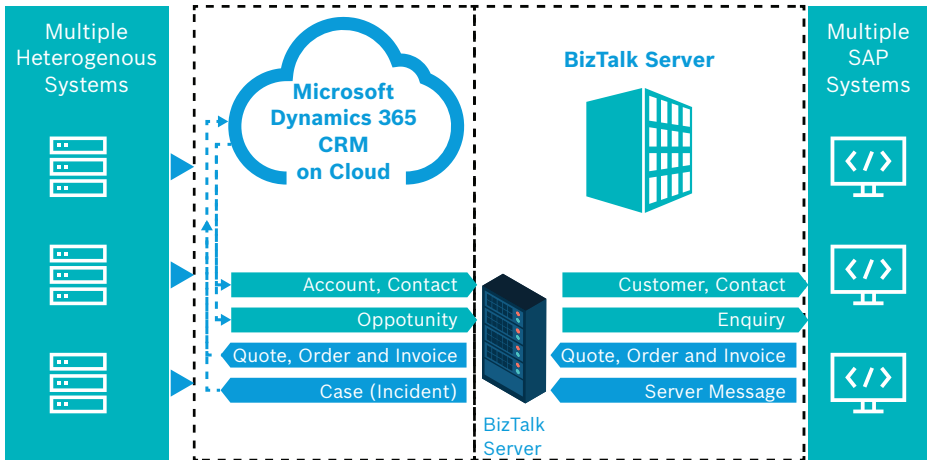 Multiple
Heterogenous
Systems
Microsoft
Dynamics 365
CRM
on Cloud
BizTalk Server
Multiple
SAP
Systems
Account, Contact
Customer, Contact
Oppotunity
Enquiry
Quote, Order and Invoice
Quote, Order and Invoice
Case (Incident)
Server Message
BizTalk
Server